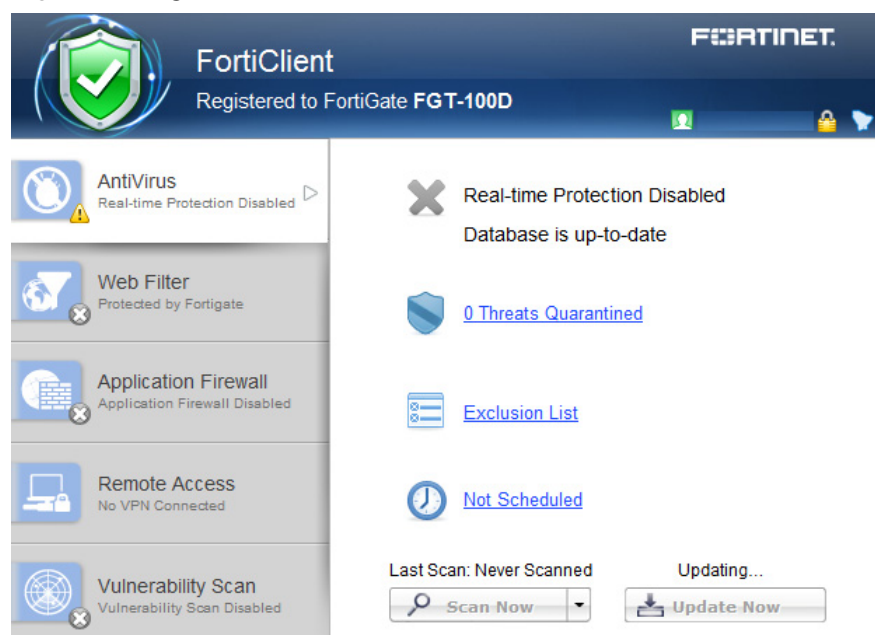 FORTINET.
FortiClient
Registered to FortiGate FGT-100D
AntiVirus
Real-time Protection Disabled
Web Filter
Protected by Fortigate
Application Firewall
Application Firewall Disabled
Remote Access
No VPN Connected
Vulnerability Scan
Vulnerability Scan Disabled
Real-time Protection Disabled
Database is up-to-date
0 Threats Quarantined
Exclusion List
Not Scheduled
Last Scan: Never Scanned
Updating...
Scan Now
Update Now